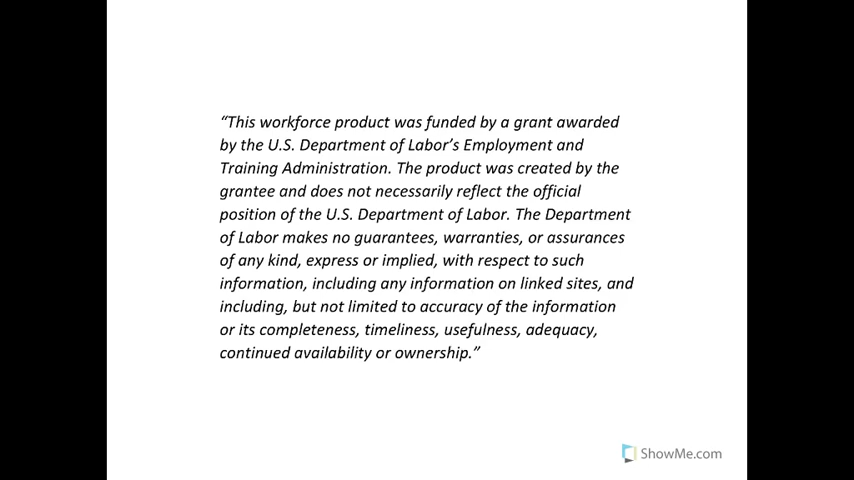 “This workforce product was funded by a grant awarded
by the U.S. Department of Labor’s Employment and
Training Administration. The product was created by the
grantee and does not necessarily reflect the official
position of the U.S. Department of Labor. The Department
of Labor makes no guarantees, warranties, or assurances
of any kind, express or implied, with respect to such
information, including any information on linked sites, and
including, but not limited to accuracy of the information
or its completeness, timeliness, usefulness, adequacy,
continued availability or ownership.”
ShowMe.com